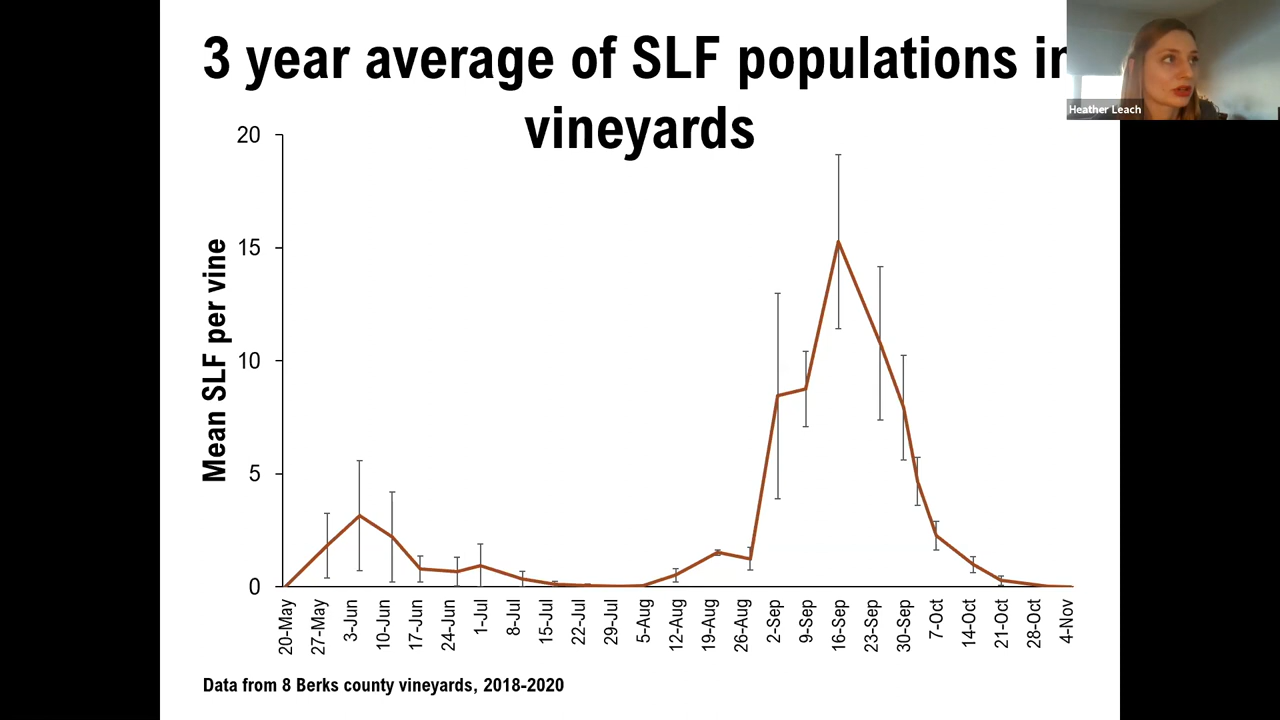 3 year average of SLF populations in
vineyards
Heather Leach
Mean SLF per vine
20
15
10
5
0
20-May
27-May
3-Jun
10-Jun
17-Jun
24-Jun
1-Jul
8-Jul
15-Jul
22-Jul
29-Jul
5-Aug
12-Aug
19-Aug
26-Aug
2-Sep
9-Sep
16-Sep
23-Sep
30-Sep
7-Oct
14-Oct
21-Oct
28-Oct
4-Nov
Data from 8 Berks county vineyards, 2018-2020